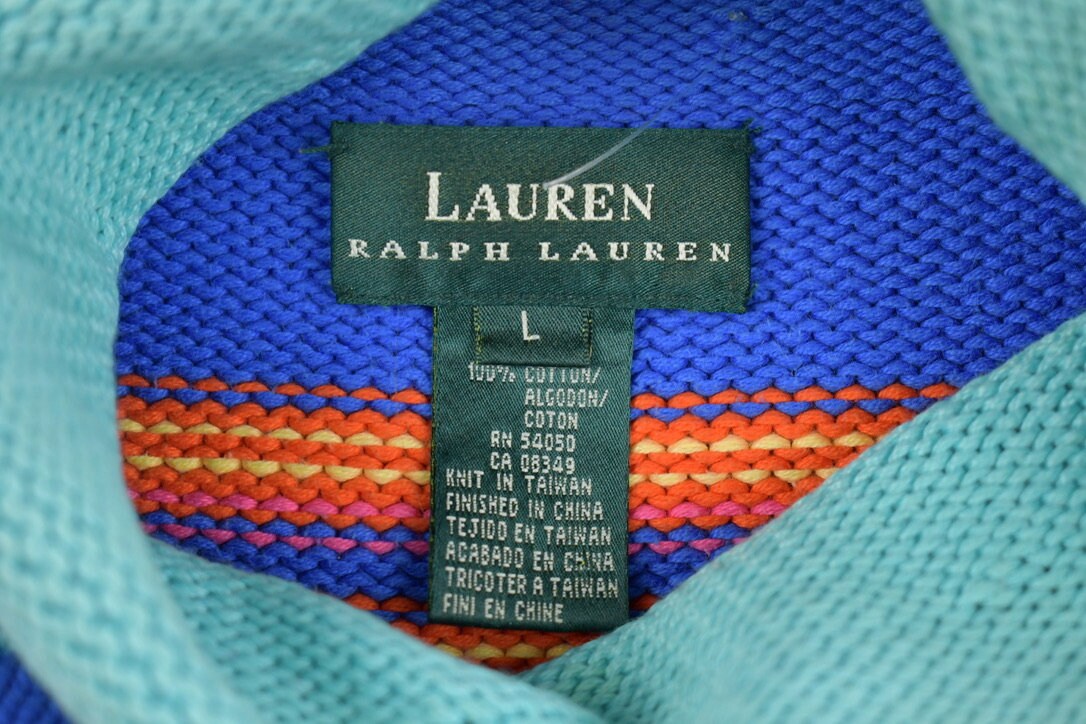 LAUREN
RALPH LAUREN
L
100% COTTON/
ALGODON/
COTON
RN 54050
CA 08349
KNIT IN TAIWAN
FINISHED IN CHINA
TEJIDO EN TAIWAN
ACABADO EN CHINA
TRICOTER A TAIWAN
FINI EN CHINE